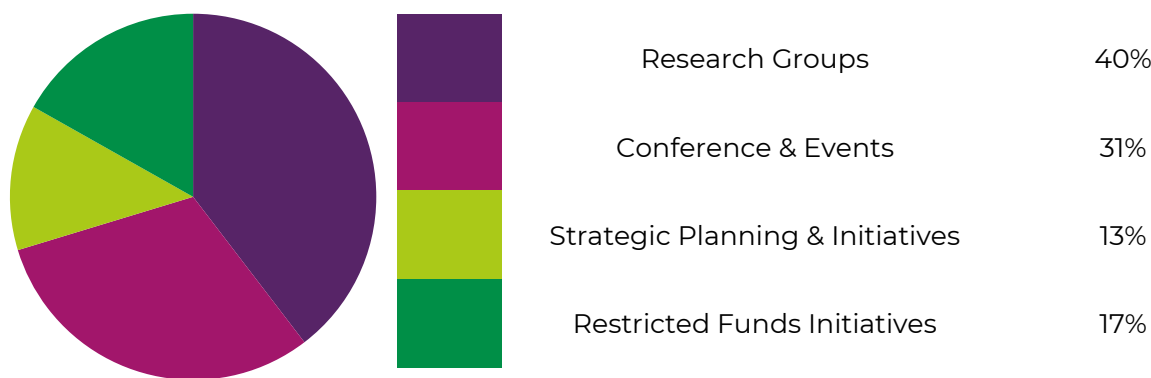 Research Groups 40%
Conference & Events 31%
Strategic Planning & Initiatives 13%
Restricted Funds Initiatives 17%